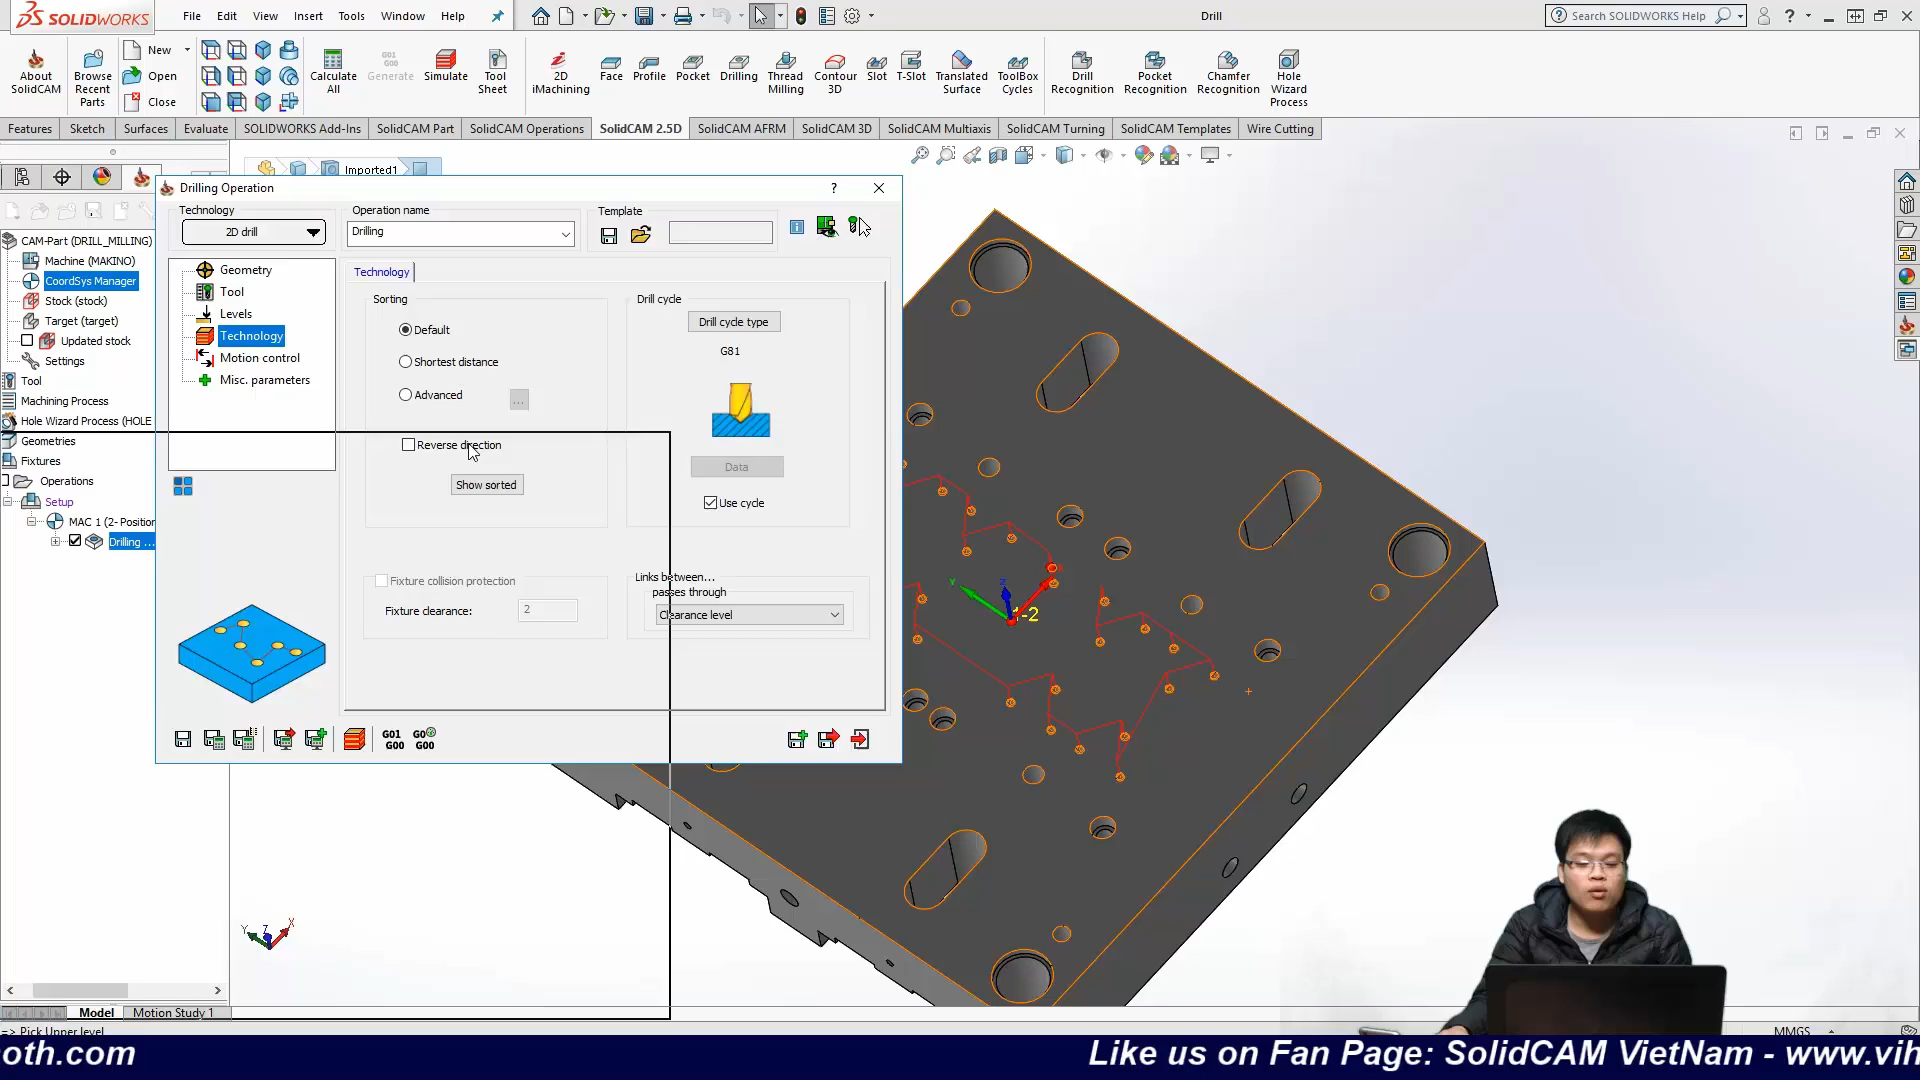 SOLIDWORKS
File Edit View Insert Tools Window Help
Drill
Search SOLIDWORKS Help
About SolidCAM
Browse Recent Parts
New
Open
Close
Calculate All
G01 G00 Generate
Simulate
Tool Sheet
2D iMachining
Face
Profile
Pocket
Drilling
Thread Milling
Contour 3D
Slot
T-Slot
Translated Surface
ToolBox Cycles
Drill Recognition
Pocket Recognition
Chamfer Recognition
Hole Wizard Process
Features Sketch Surfaces Evaluate SOLIDWORKS Add-Ins SolidCAM Part SolidCAM Operations SolidCAM 2.5D SolidCAM AFRM SolidCAM 3D SolidCAM Multiaxis SolidCAM Turning SolidCAM Templates Wire Cutting
Imported1
CAM-Part (DRILL_MILLING)
Machine (MAKINO)
CoordSys Manager
Stock (stock)
Target (target)
Updated stock
Settings
Tool
Machining Process
Hole Wizard Process (HOLE
Geometries
Fixtures
Operations
Setup
MAC 1 (2- Position
Drilling ...
Drilling Operation
?
Technology
2D drill
Operation name
Drilling
Template
Geometry
Tool
Levels
Technology
Motion control
Misc. parameters
Technology
Sorting
Default
Shortest distance
Advanced
...
Reverse direction
Show sorted
Drill cycle
Drill cycle type
G81
Data
Use cycle
Fixture collision protection
Fixture clearance:
2
Links between...
passes through
Clearance level
G01 G00
G00
Y Z
1-2
Y Z X
Model Motion Study 1
=> Pick Upper level
MMGS
oth.com
Like us on Fan Page: SolidCAM VietNam - www.vih